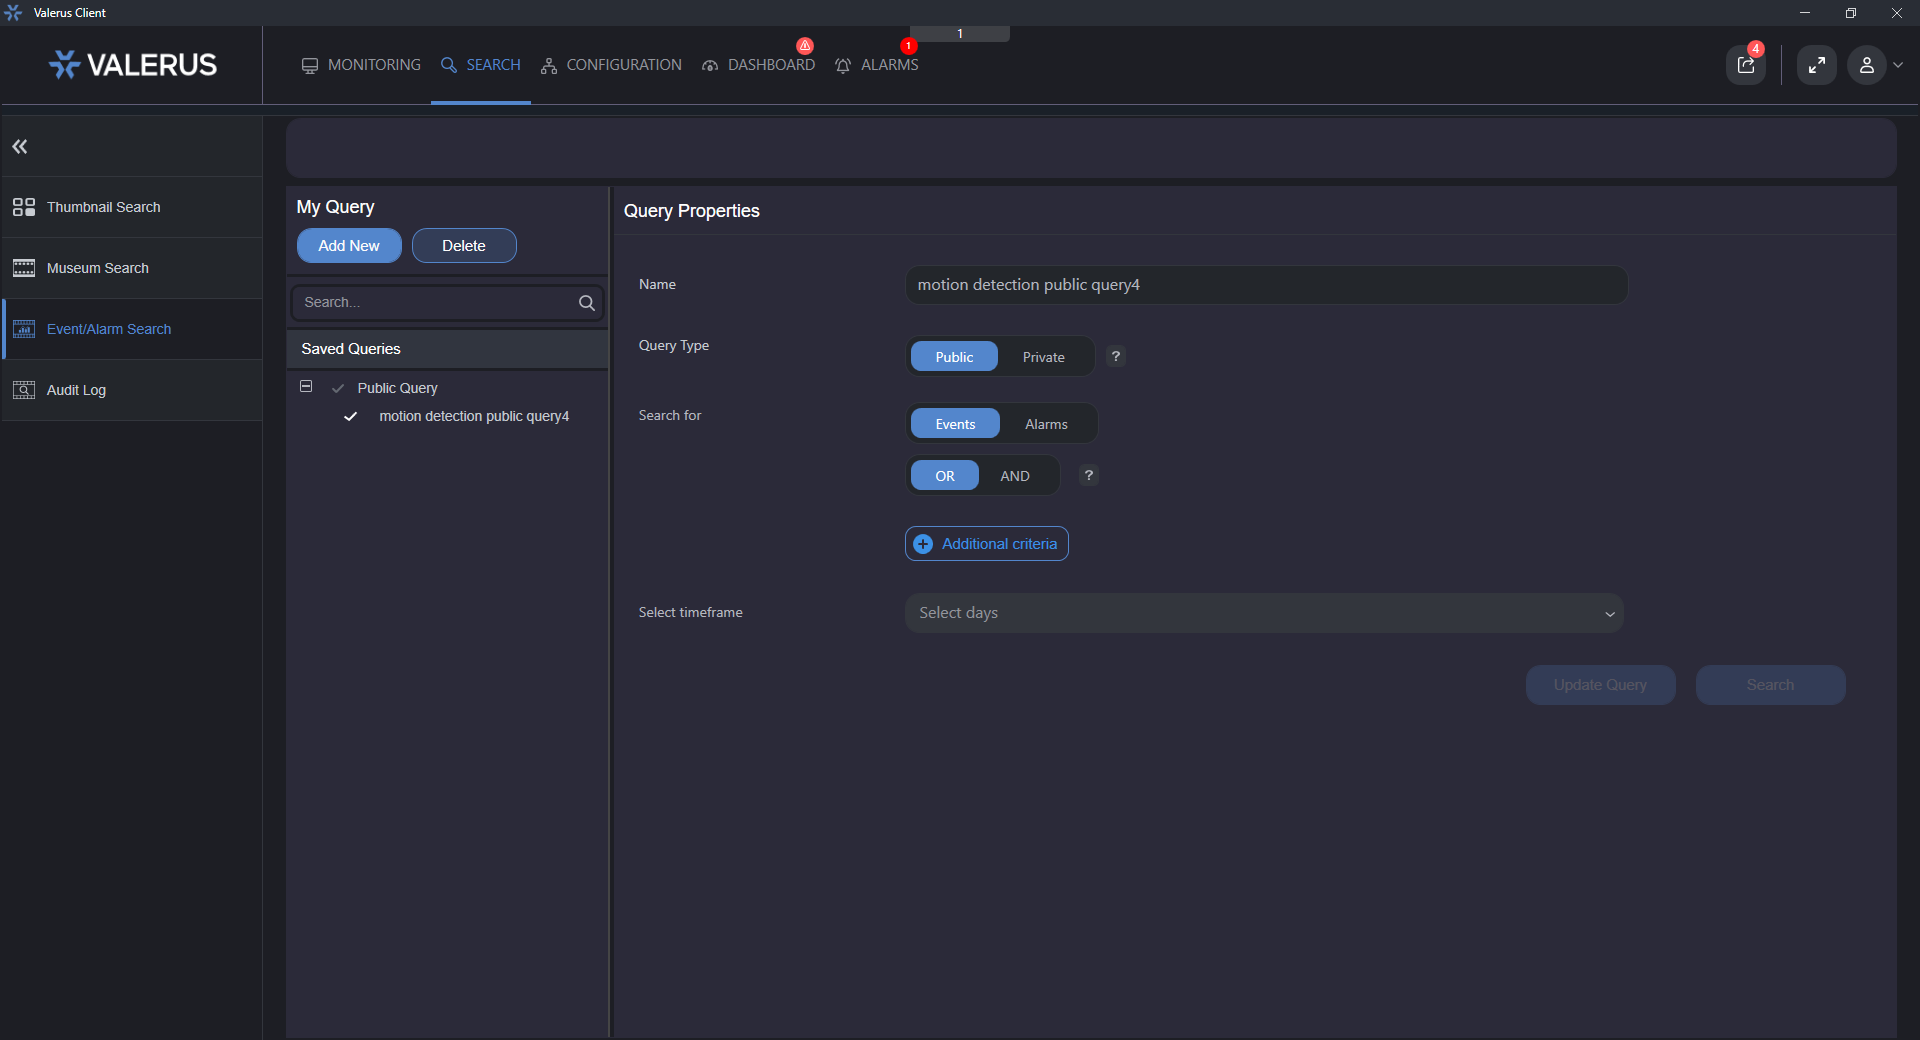 Valerus Client
1
VALERUS
MONITORING
SEARCH
CONFIGURATION
DASHBOARD
1
ALARMS
4
Thumbnail Search
Museum Search
Event/Alarm Search
Audit Log
My Query
Add New
Delete
Search...
Saved Queries
Public Query
motion detection public query4
Query Properties
Name
motion detection public query4
Query Type
Public
Private
?
Search for
Events
Alarms
OR
AND
?
Additional criteria
Select timeframe
Select days
Update Query
Search